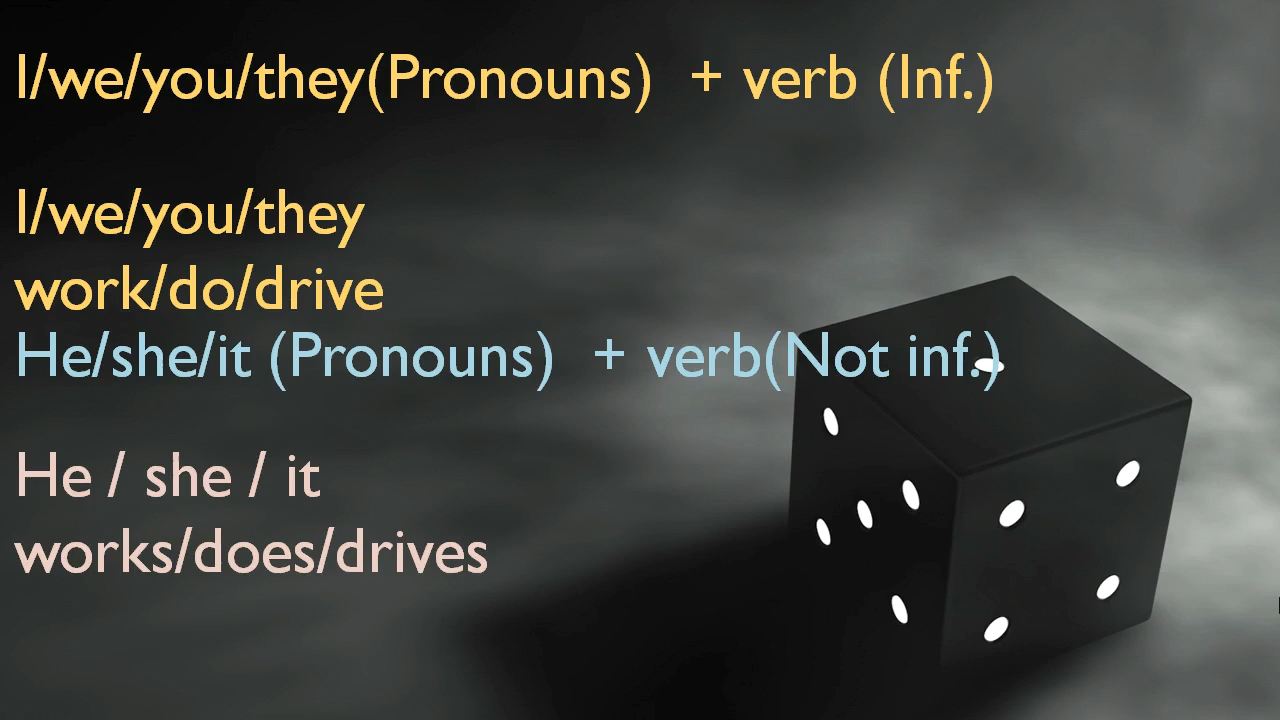 I/we/you/they(Pronouns) + verb (Inf.)
I/we/you/they
work/do/drive
He/she/it (Pronouns) + verb(Not inf.)
He / she / it
works/does/drives